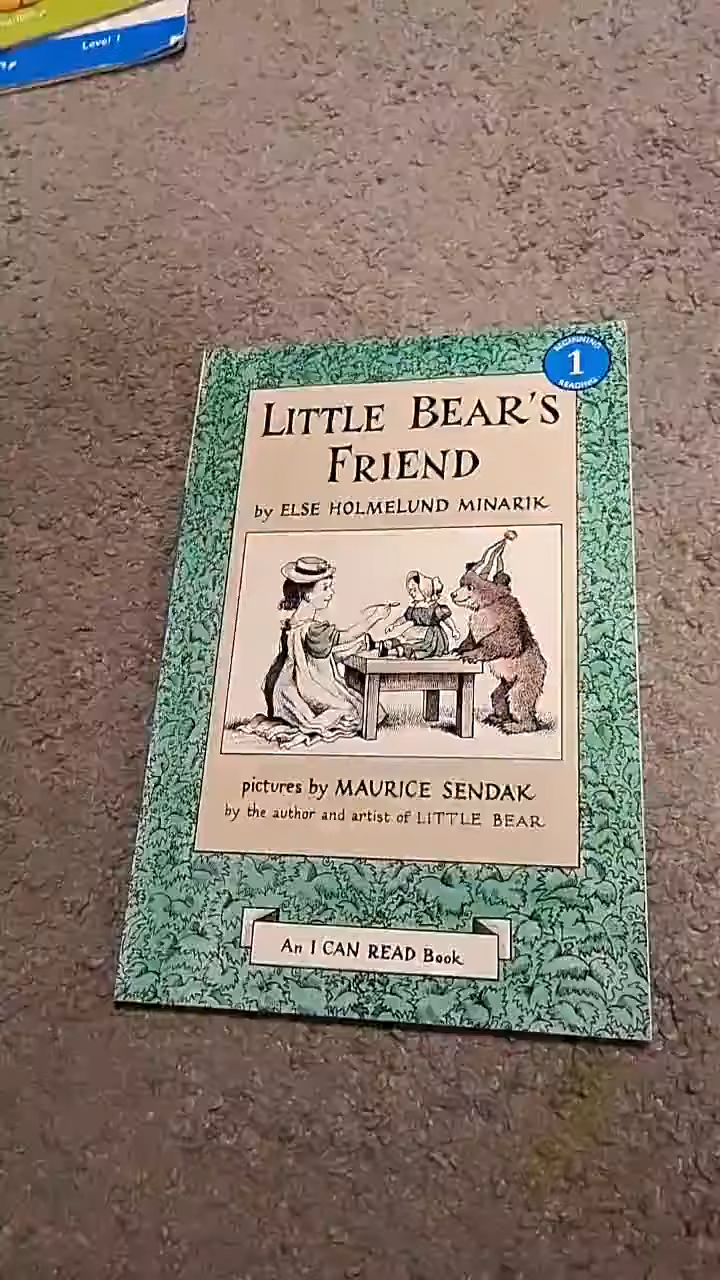 Level 1
BEGINNING
1
READING
LITTLE BEAR'S
FRIEND
by ELSE HOLMELUND MINARIK
pictures by MAURICE SENDAK
by the author and artist of LITTLE BEAR
An I CAN READ Book